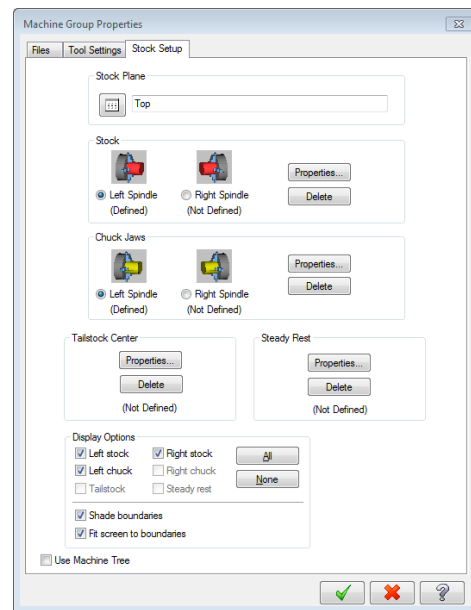 Machine Group Properties
Files Tool Settings Stock Setup
Stock Plane
Top
Stock
Properties...
Left Spindle Right Spindle
Delete
(Defined) (Not Defined)
Chuck Jaws
Properties...
Left Spindle Right Spindle
Delete
(Defined) (Not Defined)
Tailstock Center Steady Rest
Properties... Properties...
Delete Delete
(Not Defined) (Not Defined)
Display Options
Left stock Right stock All
Left chuck Right chuck
Tailstock Steady rest None
Shade boundaries
Fit screen to boundaries
Use Machine Tree
?